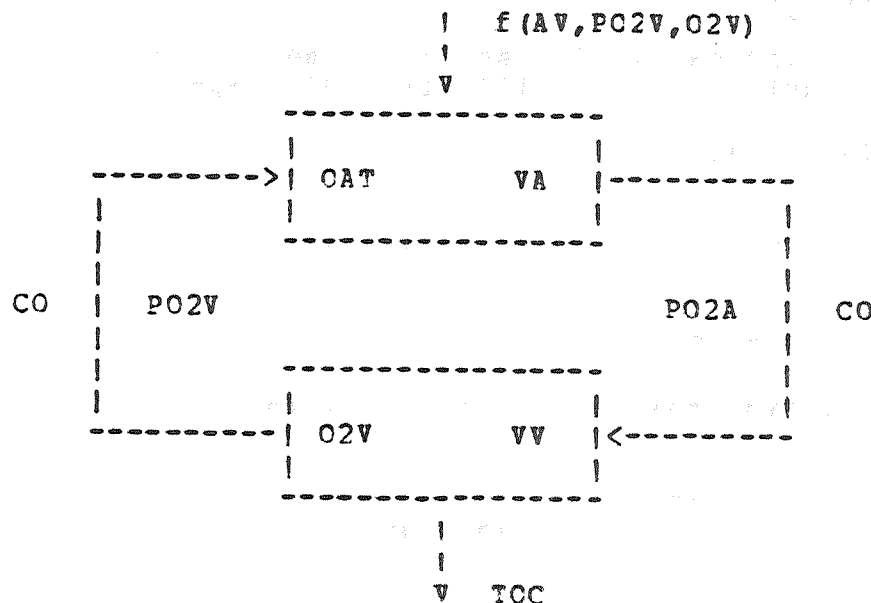 f(AV,PO2V,O2V)
OAT VA
CO PO2V PO2A CO
O2V VV
TOC